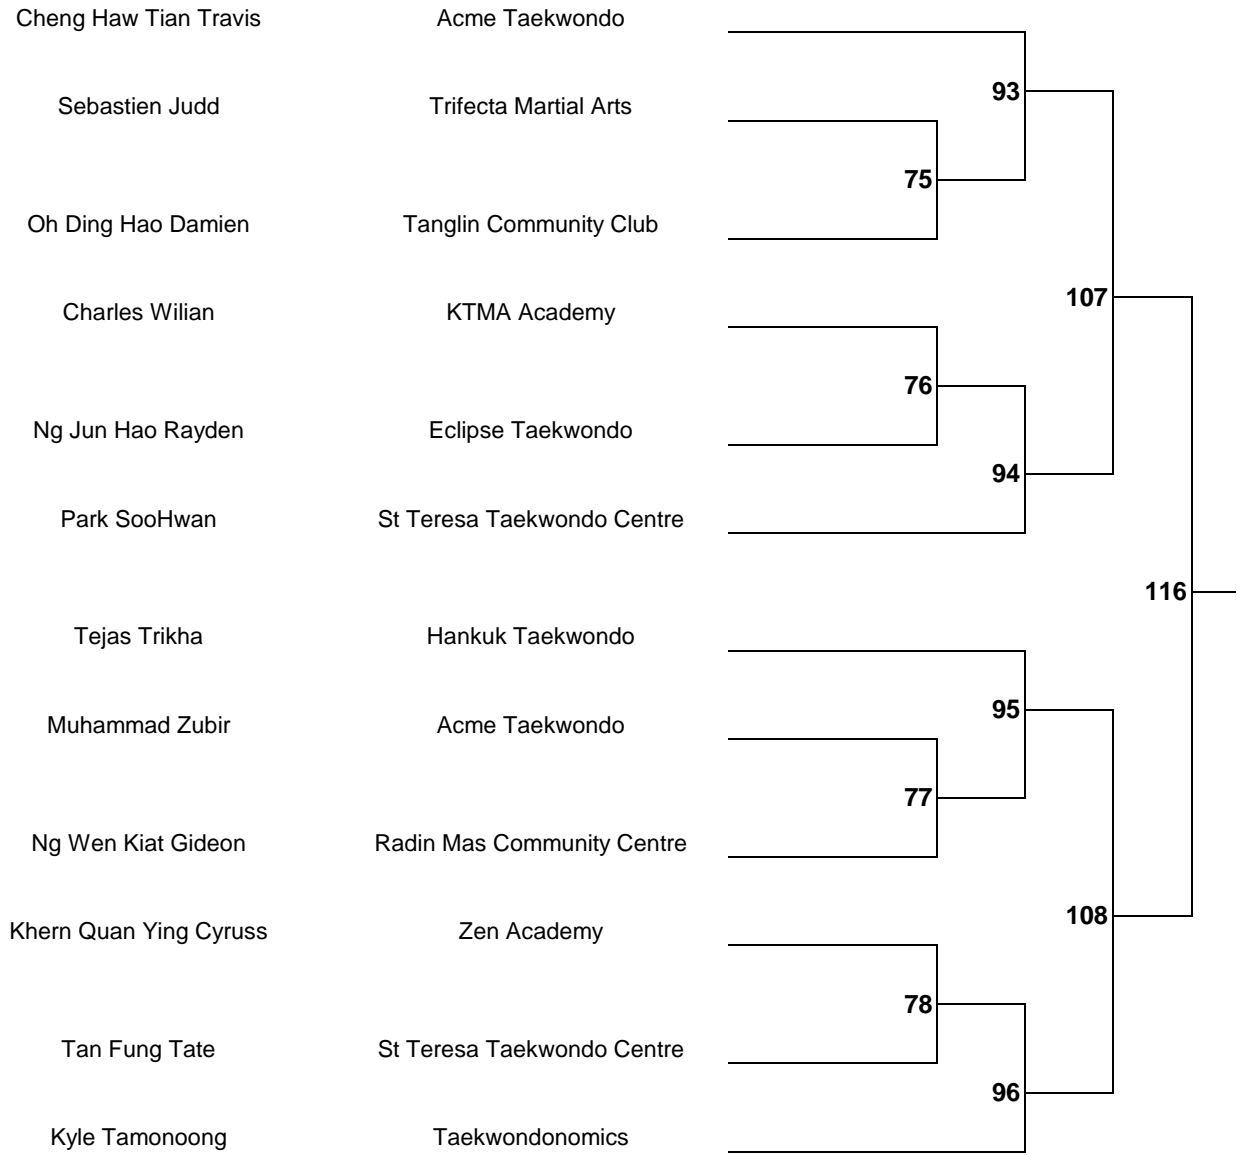 Cheng Haw Tian Travis Acme Taekwondo
93
Sebastien Judd Trifecta Martial Arts
75
Oh Ding Hao Damien Tanglin Community Club
107
Charles Wilian KTMA Academy
76
Ng Jun Hao Rayden Eclipse Taekwondo
94
Park SooHwan St Teresa Taekwondo Centre
116
Tejas Trikha Hankuk Taekwondo
95
Muhammad Zubir Acme Taekwondo
77
Ng Wen Kiat Gideon Radin Mas Community Centre
108
Khern Quan Ying Cyruss Zen Academy
78
Tan Fung Tate St Teresa Taekwondo Centre
96
Kyle Tamonoong Taekwondonomics